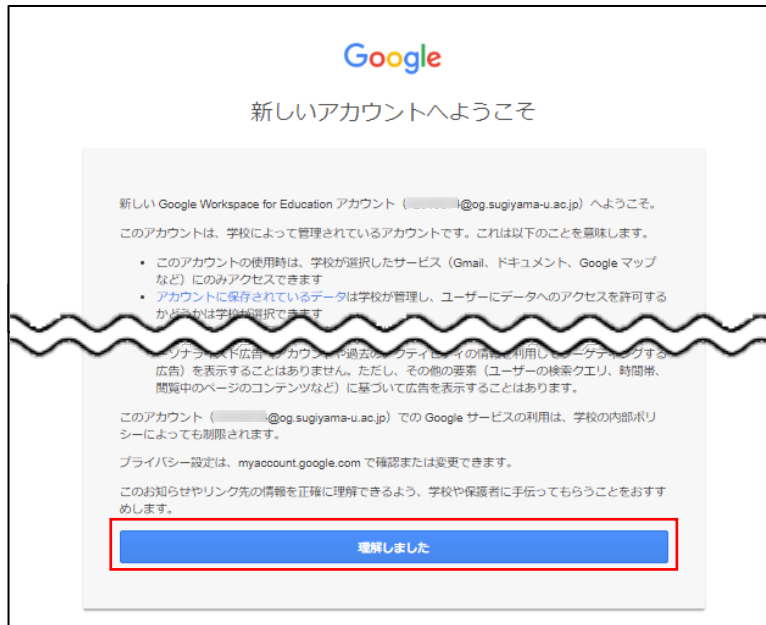 Google
新しいアカウントへようこそ
新しい Google Workspace for Education アカウント（@og.sugiyama-u.ac.jp）へようこそ。
このアカウントは、学校によって管理されているアカウントです。これは以下のことを意味します。
• このアカウントの使用時は、学校が選択したサービス（Gmail、ドキュメント、Google マップ
など）にのみアクセスできます
• アカウントに保存されているデータは学校が管理し、ユーザーにデータへのアクセスを許可する
かどうかは学校が選択できます
広告）を表示することはありません。ただし、その他の要素（ユーザーの検索クエリ、時間帯、
閲覧中のページのコンテンツなど）に基づいて広告を表示することはあります。
このアカウント（@og.sugiyama-u.ac.jp）での Google サービスの利用は、学校の内部ポリ
シーによっても制限されます。
プライバシー設定は、myaccount.google.com で確認または変更できます。
このお知らせやリンク先の情報を正確に理解できるよう、学校や保護者に手伝ってもらうことをおすす
めします。
理解しました